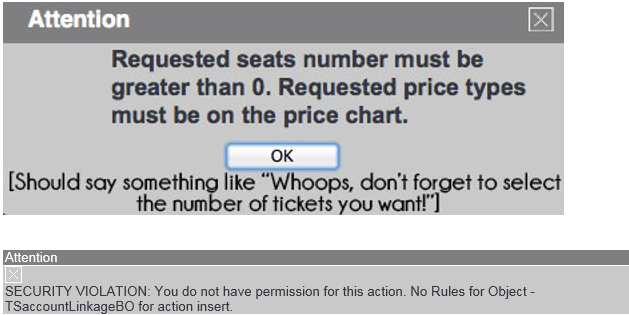 Attention
Requested seats number must be
greater than 0. Requested price types
must be on the price chart.
OK
[Should say something like “Whoops, don't forget to select
the number of tickets you want!”]
Attention
SECURITY VIOLATION: You do not have permission for this action. No Rules for Object -
TSaccountLinkageBO for action insert.